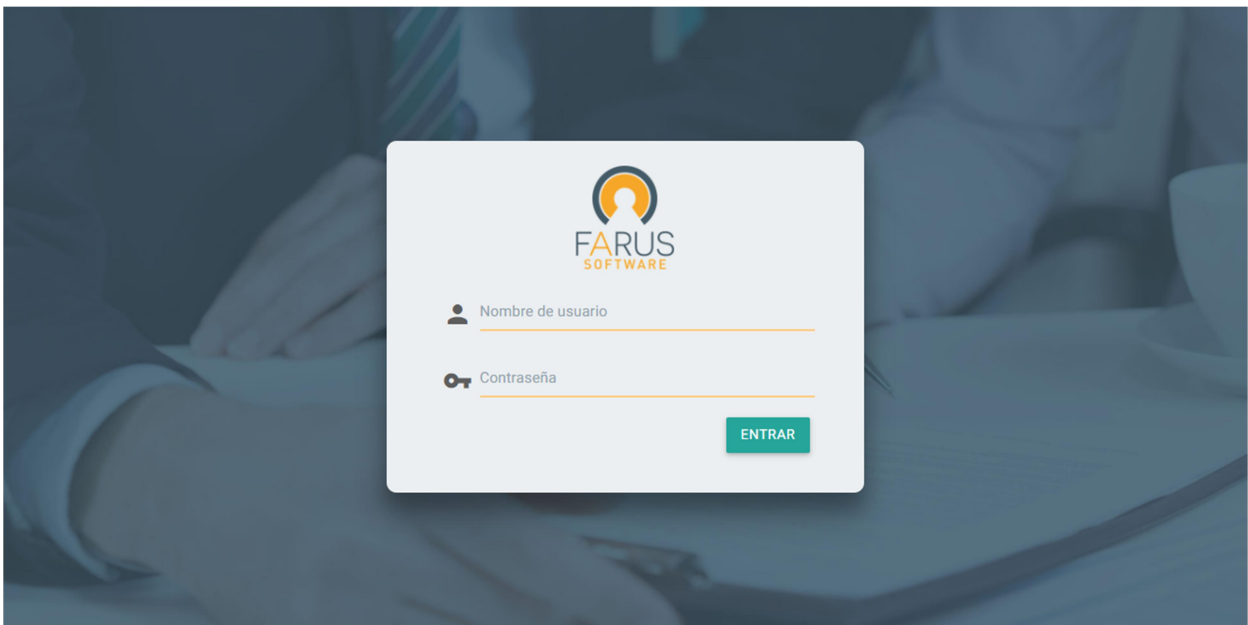 FARUS
SOFTWARE
Nombre de usuario
Contraseña
ENTRAR